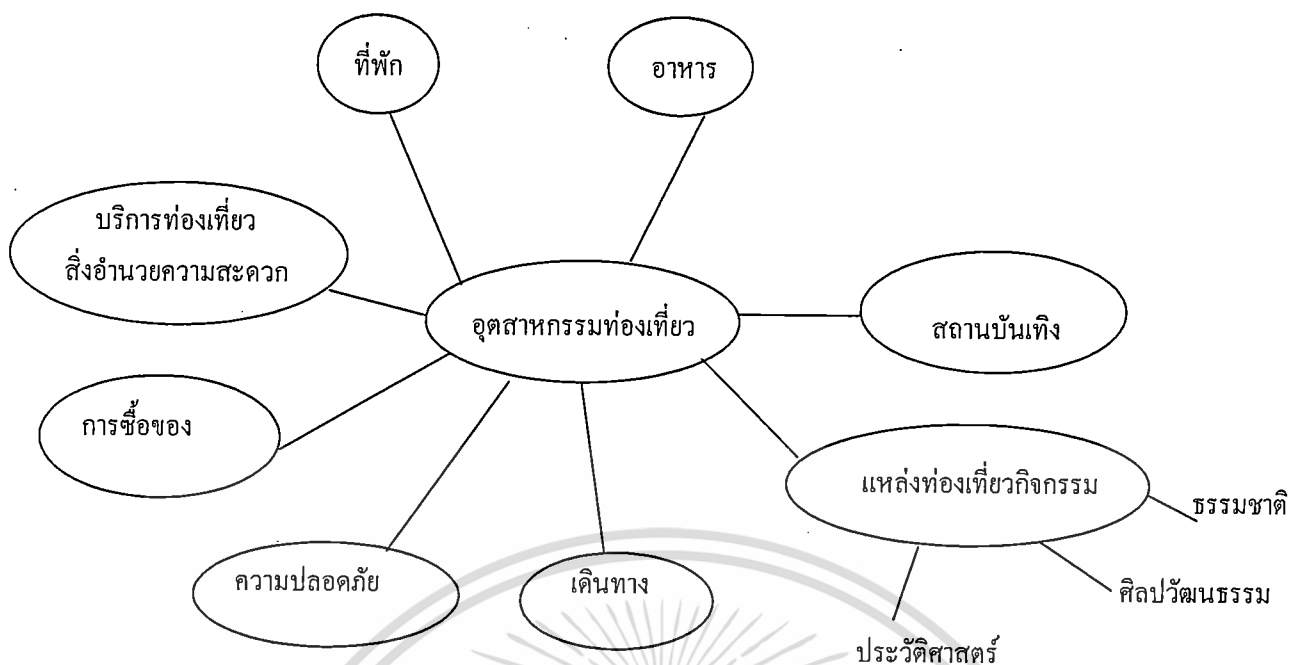 ที่พัก
อาหาร
บริการท่องเที่ยว
สิ่งอำนวยความสะดวก
อุตสาหกรรมท่องเที่ยว
สถานบันเทิง
การซื้อของ
แหล่งท่องเที่ยวกิจกรรม
ธรรมชาติ
ความปลอดภัย
เดินทาง
ศิลปวัฒนธรรม
ประวัติศาสตร์